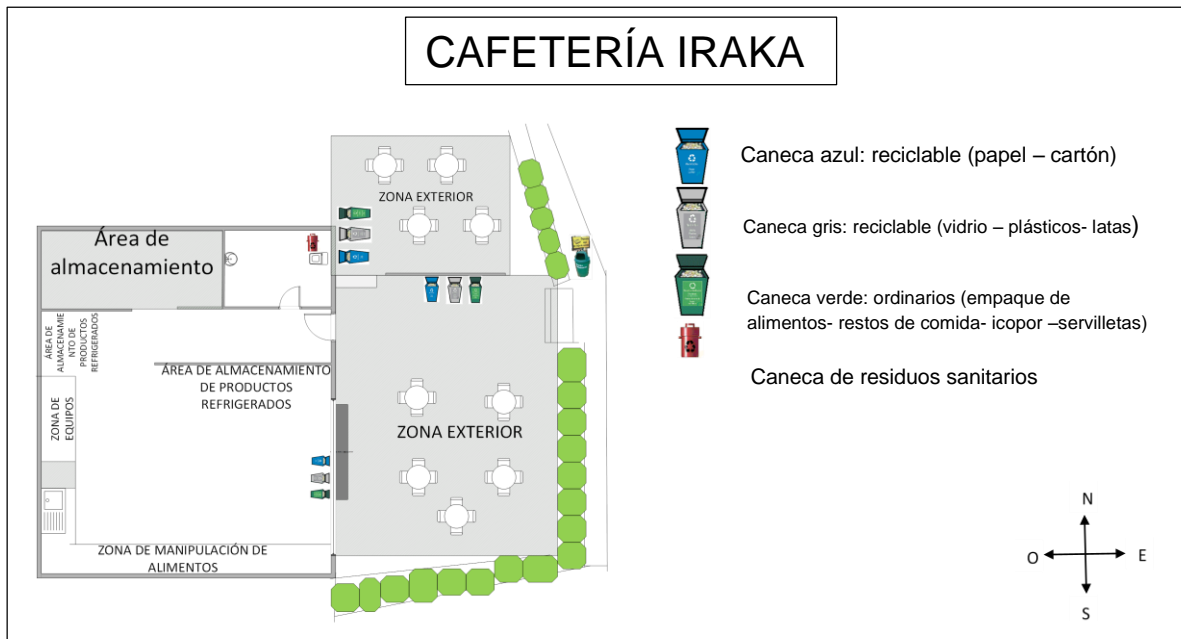 CAFETERÍA IRAKA
Caneca azul: reciclable (papel – cartón)
Caneca gris: reciclable (vidrio – plásticos- latas)
Caneca verde: ordinarios (empaque de
alimentos- restos de comida- icopor –servilletas)
Caneca de residuos sanitarios
ZONA EXTERIOR
Área de
almacenamiento
ÁREA DE
ALMACENAMIE
NTO DE
PRODUCTOS
REFRIGERADOS
ÁREA DE ALMACENAMIENTO
DE PRODUCTOS
REFRIGERADOS
ZONA DE
EQUIPOS
ZONA EXTERIOR
ZONA DE MANIPULACIÓN DE
ALIMENTOS
N
O
E
S